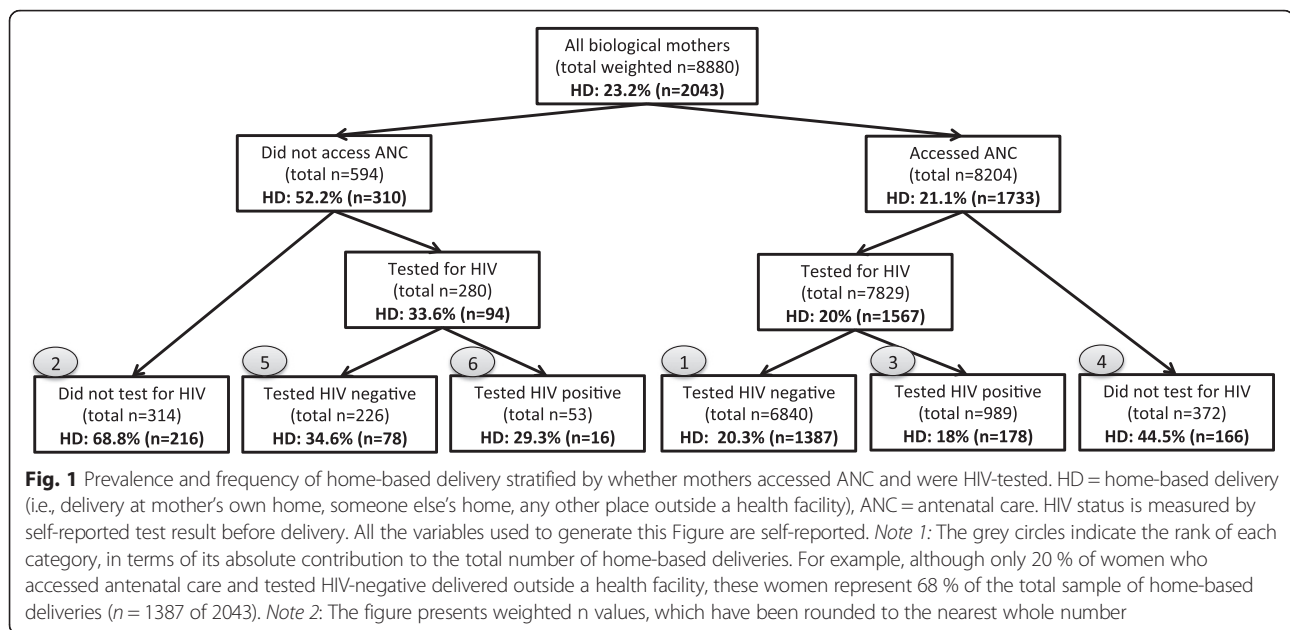 All biological mothers
(total weighted n=8880)
HD: 23.2% (n=2043)
Did not access ANC
(total n=594)
HD: 52.2% (n=310)
Accessed ANC
(total n=8204)
HD: 21.1% (n=1733)
Tested for HIV
(total n=280)
HD: 33.6% (n=94)
Tested for HIV
(total n=7829)
HD: 20% (n=1567)
2
Did not test for HIV
(total n=314)
HD: 68.8% (n=216)
5
Tested HIV negative
(total n=226)
HD: 34.6% (n=78)
6
Tested HIV positive
(total n=53)
HD: 29.3% (n=16)
1
Tested HIV negative
(total n=6840)
HD: 20.3% (n=1387)
3
Tested HIV positive
(total n=989)
HD: 18% (n=178)
4
Did not test for HIV
(total n=372)
HD: 44.5% (n=166)
Fig. 1 Prevalence and frequency of home-based delivery stratified by whether mothers accessed ANC and were HIV-tested. HD = home-based delivery
(i.e., delivery at mother's own home, someone else's home, any other place outside a health facility), ANC = antenatal care. HIV status is measured by
self-reported test result before delivery. All the variables used to generate this Figure are self-reported. Note 1: The grey circles indicate the rank of each
category, in terms of its absolute contribution to the total number of home-based deliveries. For example, although only 20 % of women who
accessed antenatal care and tested HIV-negative delivered outside a health facility, these women represent 68 % of the total sample of home-based
deliveries (n = 1387 of 2043). Note 2: The figure presents weighted n values, which have been rounded to the nearest whole number